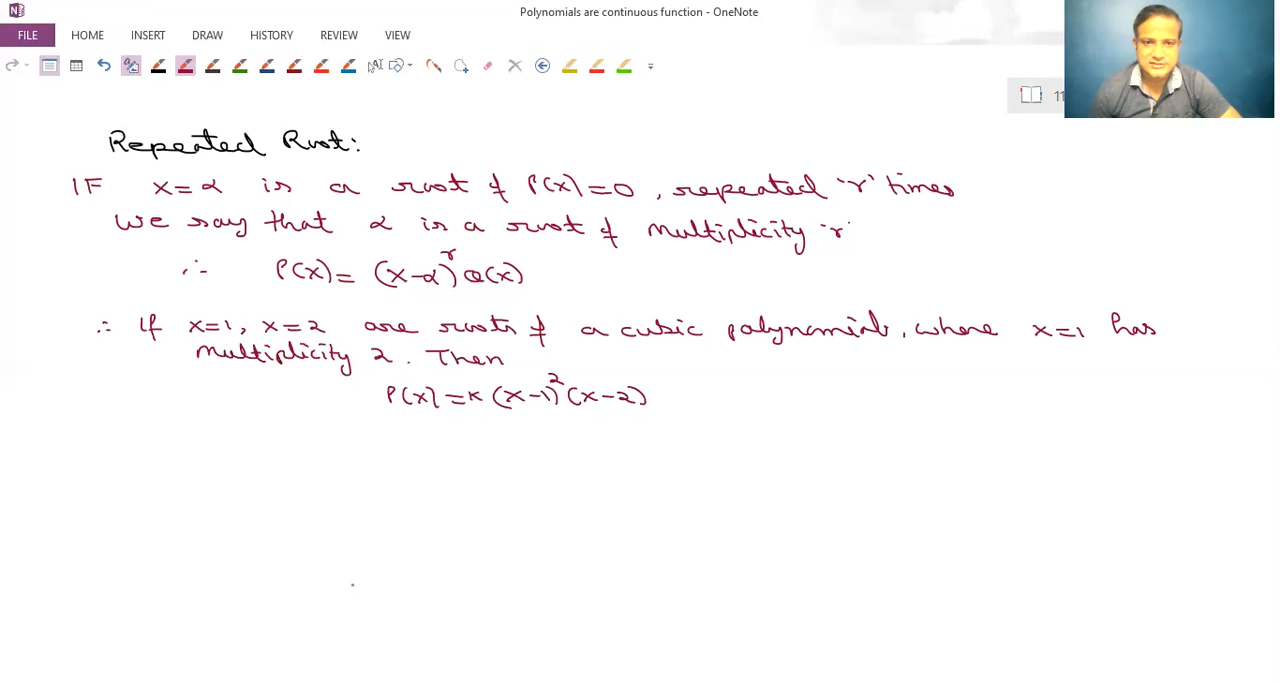 Polynomials are continuous function - OneNote
FILE HOME INSERT DRAW HISTORY REVIEW VIEW
11
Repeated Root:
IF x=α is a root of P(x)=0, repeated 'r' times
We say that α is a root of multiplicity 'r'
∴ P(x)= (x-α)^r Q(x)
∴ If x=1, x=2 are roots of a cubic polynomials, where x=1 has
multiplicity 2. Then
P(x)=K(x-1)^2(x-2)